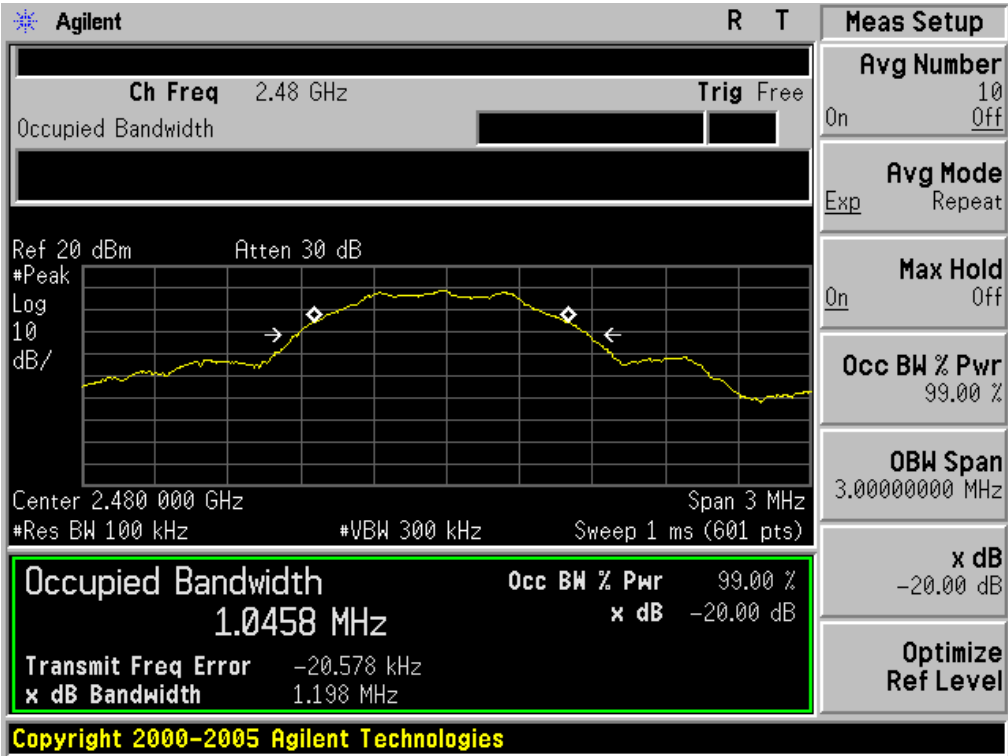 Agilent R T
Ch Freq 2.48 GHz Trig Free
Occupied Bandwidth
Ref 20 dBm Atten 30 dB
#Peak
Log
10
dB/
Center 2.480 000 GHz Span 3 MHz
#Res BW 100 kHz #VBW 300 kHz Sweep 1 ms (601 pts)
Occupied Bandwidth Occ BW % Pwr 99.00 %
1.0458 MHz x dB -20.00 dB
Transmit Freq Error -20.578 kHz
x dB Bandwidth 1.198 MHz
Copyright 2000-2005 Agilent Technologies
Meas Setup
Avg Number
10
On Off
Avg Mode
Exp Repeat
Max Hold
On Off
Occ BW % Pwr
99.00 %
OBW Span
3.00000000 MHz
x dB
-20.00 dB
Optimize
Ref Level